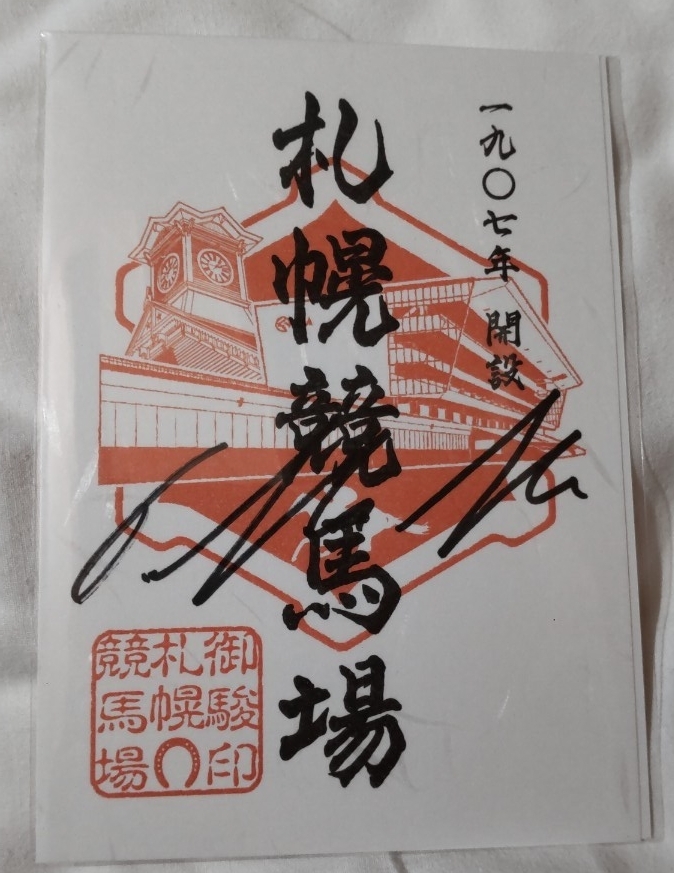 一九〇七年 開設
札幌競馬場
御駿印
札幌
競馬場